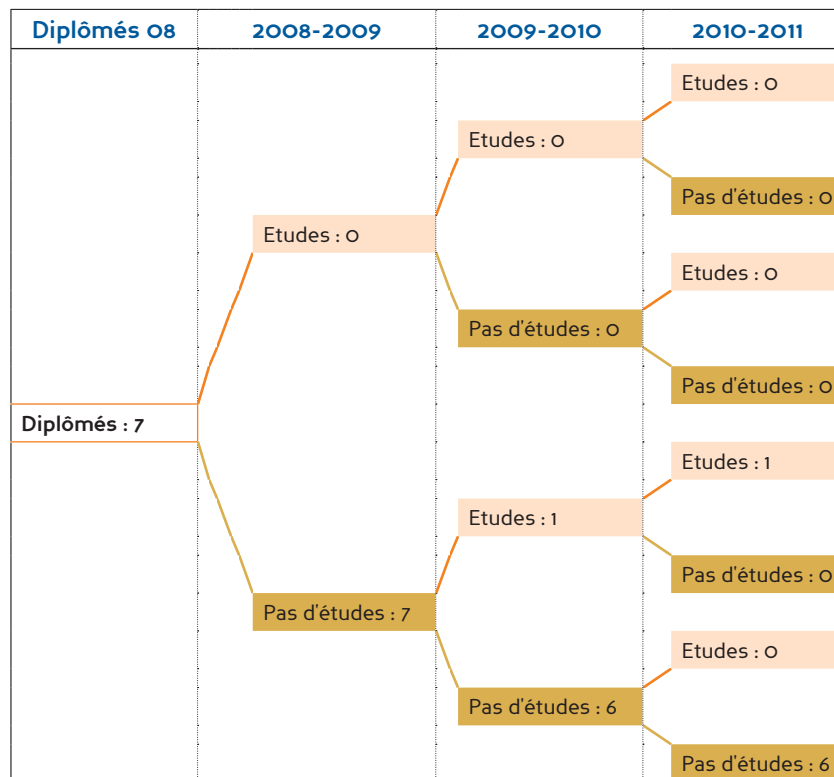 Diplômés 08 2008-2009 2009-2010 2010-2011
Etudes : 0
Etudes : 0
Pas d'études : 0
Etudes : 0
Etudes : 0
Pas d'études : 0
Pas d'études : 0
Diplômés : 7
Etudes : 1
Etudes : 1
Pas d'études : 0
Pas d'études : 7
Etudes : 0
Pas d'études : 6
Pas d'études : 6